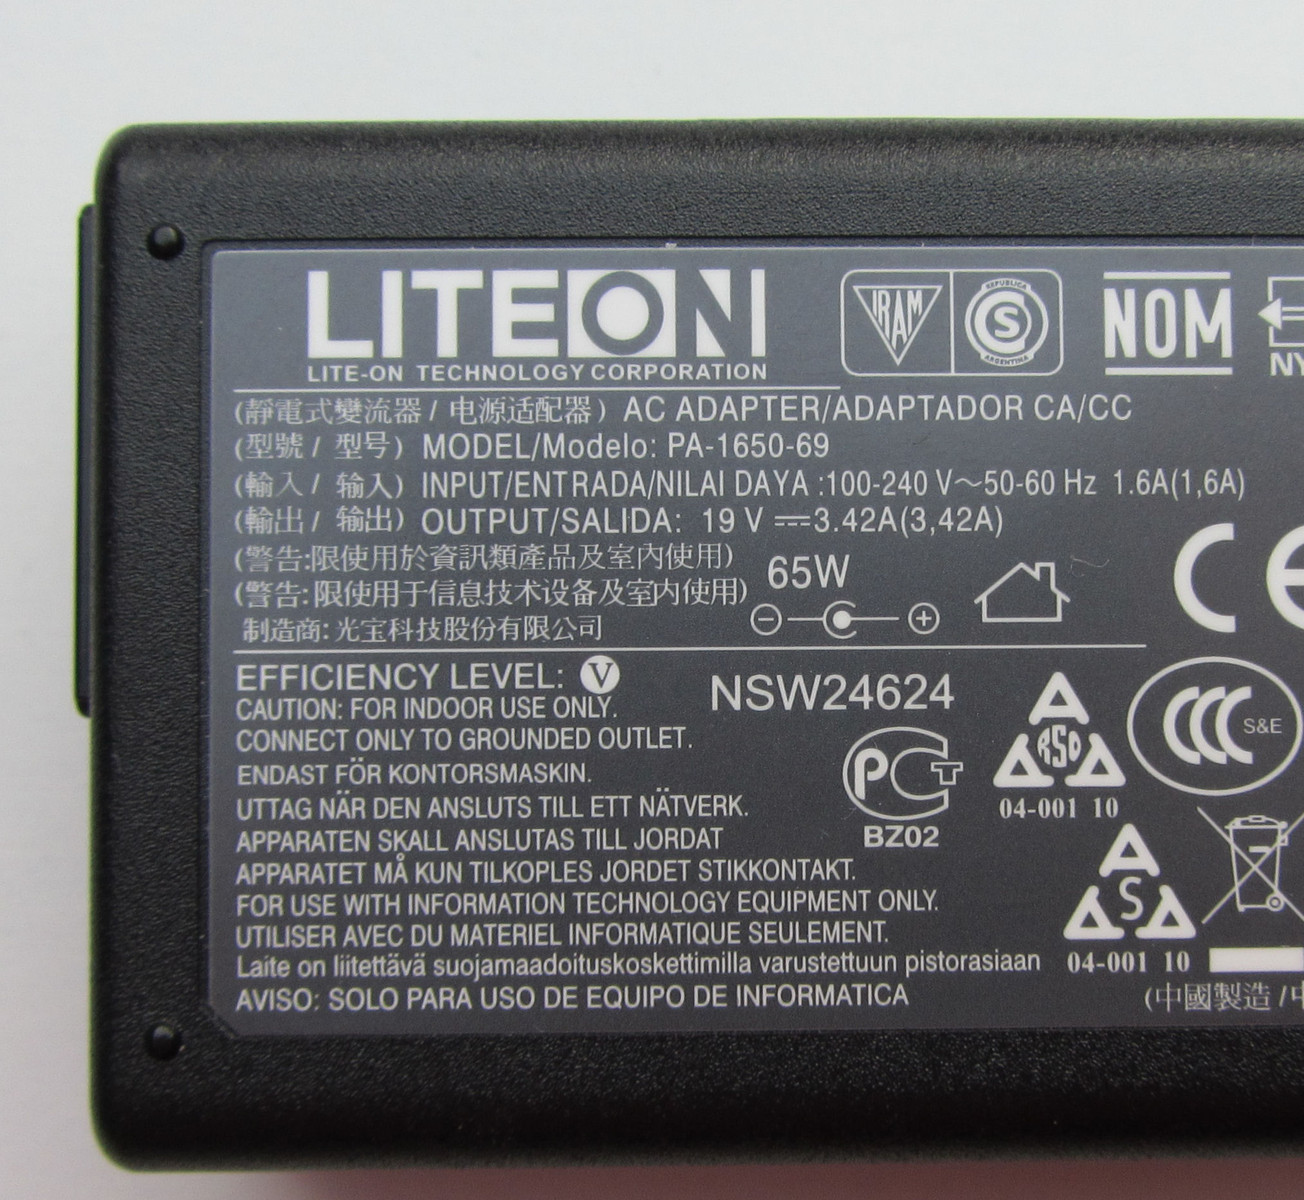 LITEON
LITE-ON TECHNOLOGY CORPORATION
IRAM
REPUBLICA
S
ARGENTINA
NOM
NY
(靜電式變流器 / 电源适配器) AC ADAPTER/ADAPTADOR CA/CC
(型號 / 型号) MODEL/Modelo: PA-1650-69
(輸入 / 输入) INPUT/ENTRADA/NILAI DAYA :100-240 V～50-60 Hz 1.6A(1,6A)
(輸出 / 输出) OUTPUT/SALIDA: 19 V ⎓3.42A(3,42A)
(警告:限使用於資訊類產品及室內使用)
(警告: 限使用于信息技术设备及室内使用)
65W
制造商: 光宝科技股份有限公司
CE
EFFICIENCY LEVEL: V
NSW24624
CAUTION: FOR INDOOR USE ONLY.
CONNECT ONLY TO GROUNDED OUTLET.
ENDAST FÖR KONTORSMASKIN.
UTTAG NÄR DEN ANSLUTS TILL ETT NÄTVERK.
APPARATEN SKALL ANSLUTAS TILL JORDAT
APPARATET MÅ KUN TILKOPLES JORDET STIKKONTAKT.
FOR USE WITH INFORMATION TECHNOLOGY EQUIPMENT ONLY.
UTILISER AVEC DU MATERIEL INFORMATIQUE SEULEMENT.
Laite on liitettävä suojamaadoituskoskettimilla varustettuun pistorasiaan
AVISO: SOLO PARA USO DE EQUIPO DE INFORMATICA
PCT
BZ02
RSO
04-001 10
CCC S&E
S
04-001 10
(中國製造 / 中